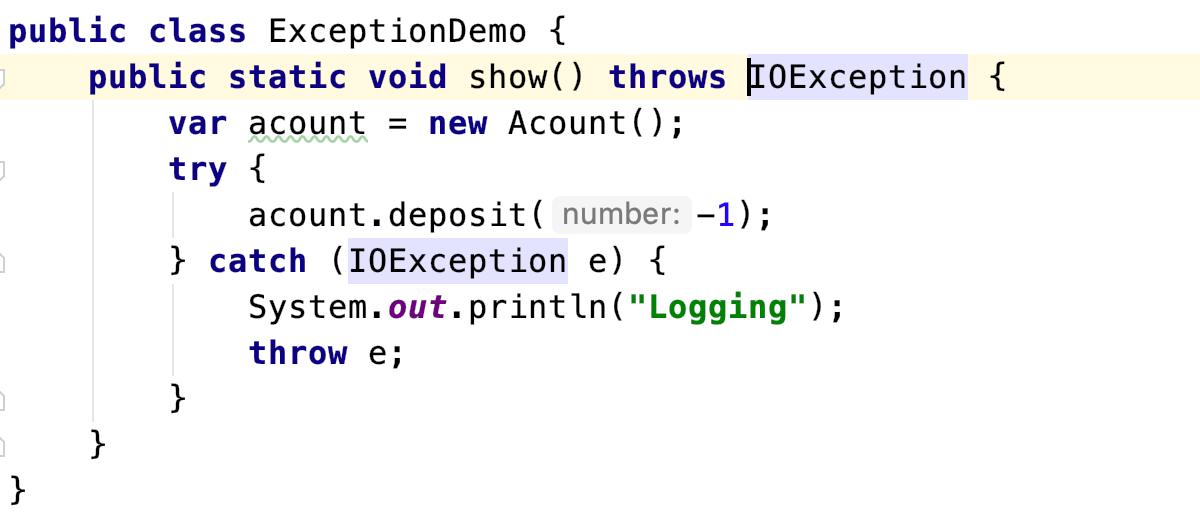 public class ExceptionDemo {
    public static void show() throws IOException {
        var acount = new Acount();
        try {
            acount.deposit( number: -1);
        } catch (IOException e) {
            System.out.println("Logging");
            throw e;
        }
    }
}